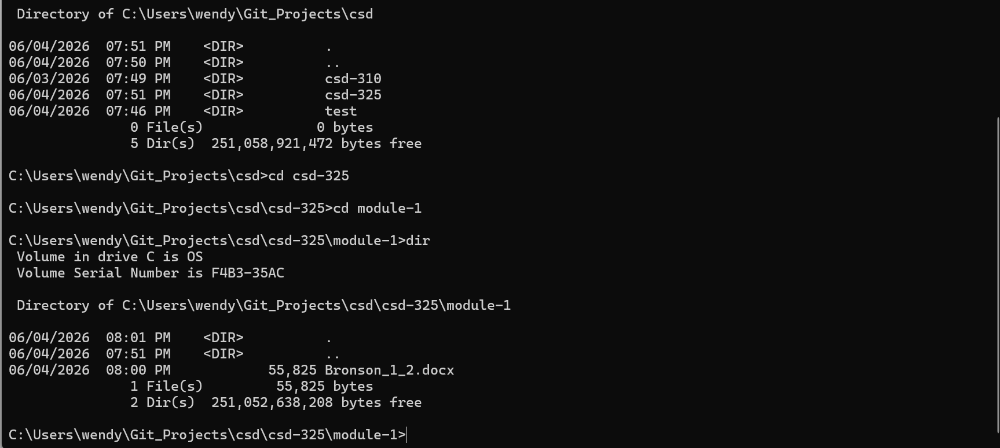 Directory of C:\Users\wendy\Git_Projects\csd
06/04/2026  07:51 PM    <DIR>          .
06/04/2026  07:50 PM    <DIR>          ..
06/03/2026  07:49 PM    <DIR>          csd-310
06/04/2026  07:51 PM    <DIR>          csd-325
06/04/2026  07:46 PM    <DIR>          test
0 File(s)              0 bytes
5 Dir(s)  251,058,921,472 bytes free
C:\Users\wendy\Git_Projects\csd>cd csd-325
C:\Users\wendy\Git_Projects\csd\csd-325>cd module-1
C:\Users\wendy\Git_Projects\csd\csd-325\module-1>dir
Volume in drive C is OS
Volume Serial Number is F4B3-35AC
Directory of C:\Users\wendy\Git_Projects\csd\csd-325\module-1
06/04/2026  08:01 PM    <DIR>          .
06/04/2026  07:51 PM    <DIR>          ..
06/04/2026  08:00 PM            55,825 Bronson_1_2.docx
1 File(s)         55,825 bytes
2 Dir(s)  251,052,638,208 bytes free
C:\Users\wendy\Git_Projects\csd\csd-325\module-1>